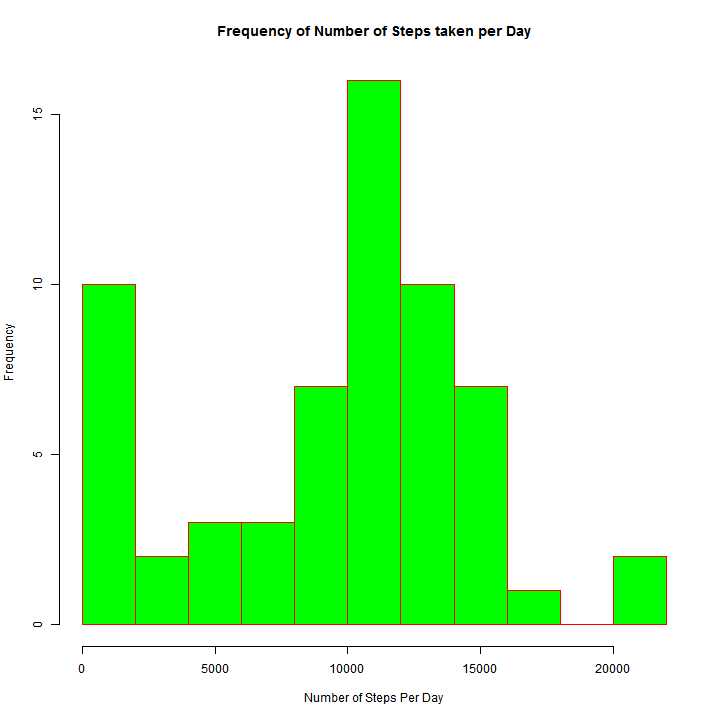 Frequency of Number of Steps taken per Day
15
10
5
0
Frequency
0 5000 10000 15000 20000
Number of Steps Per Day